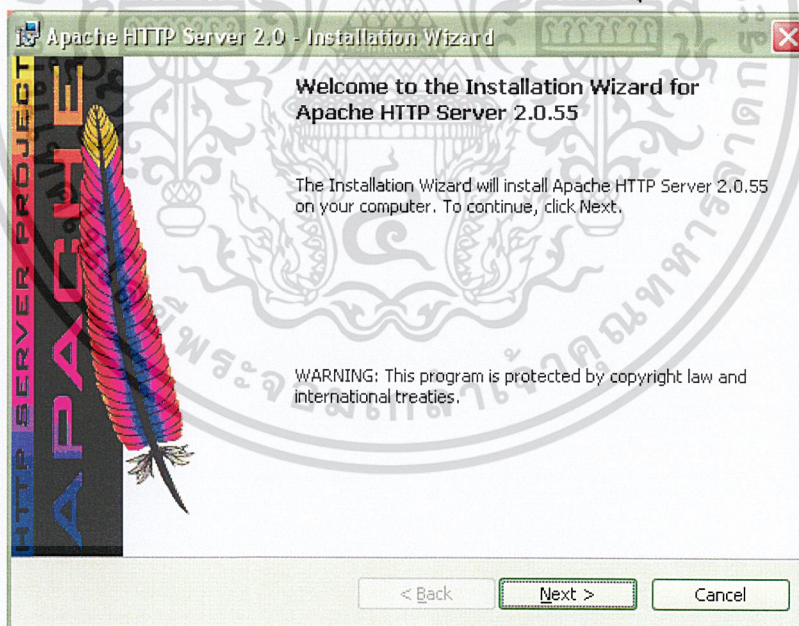 Apache HTTP Server 2.0 - Installation Wizard
HTTP SERVER PROJECT
APACHE
Welcome to the Installation Wizard for
Apache HTTP Server 2.0.55
The Installation Wizard will install Apache HTTP Server 2.0.55
on your computer. To continue, click Next.
WARNING: This program is protected by copyright law and
international treaties.
< Back
Next >
Cancel